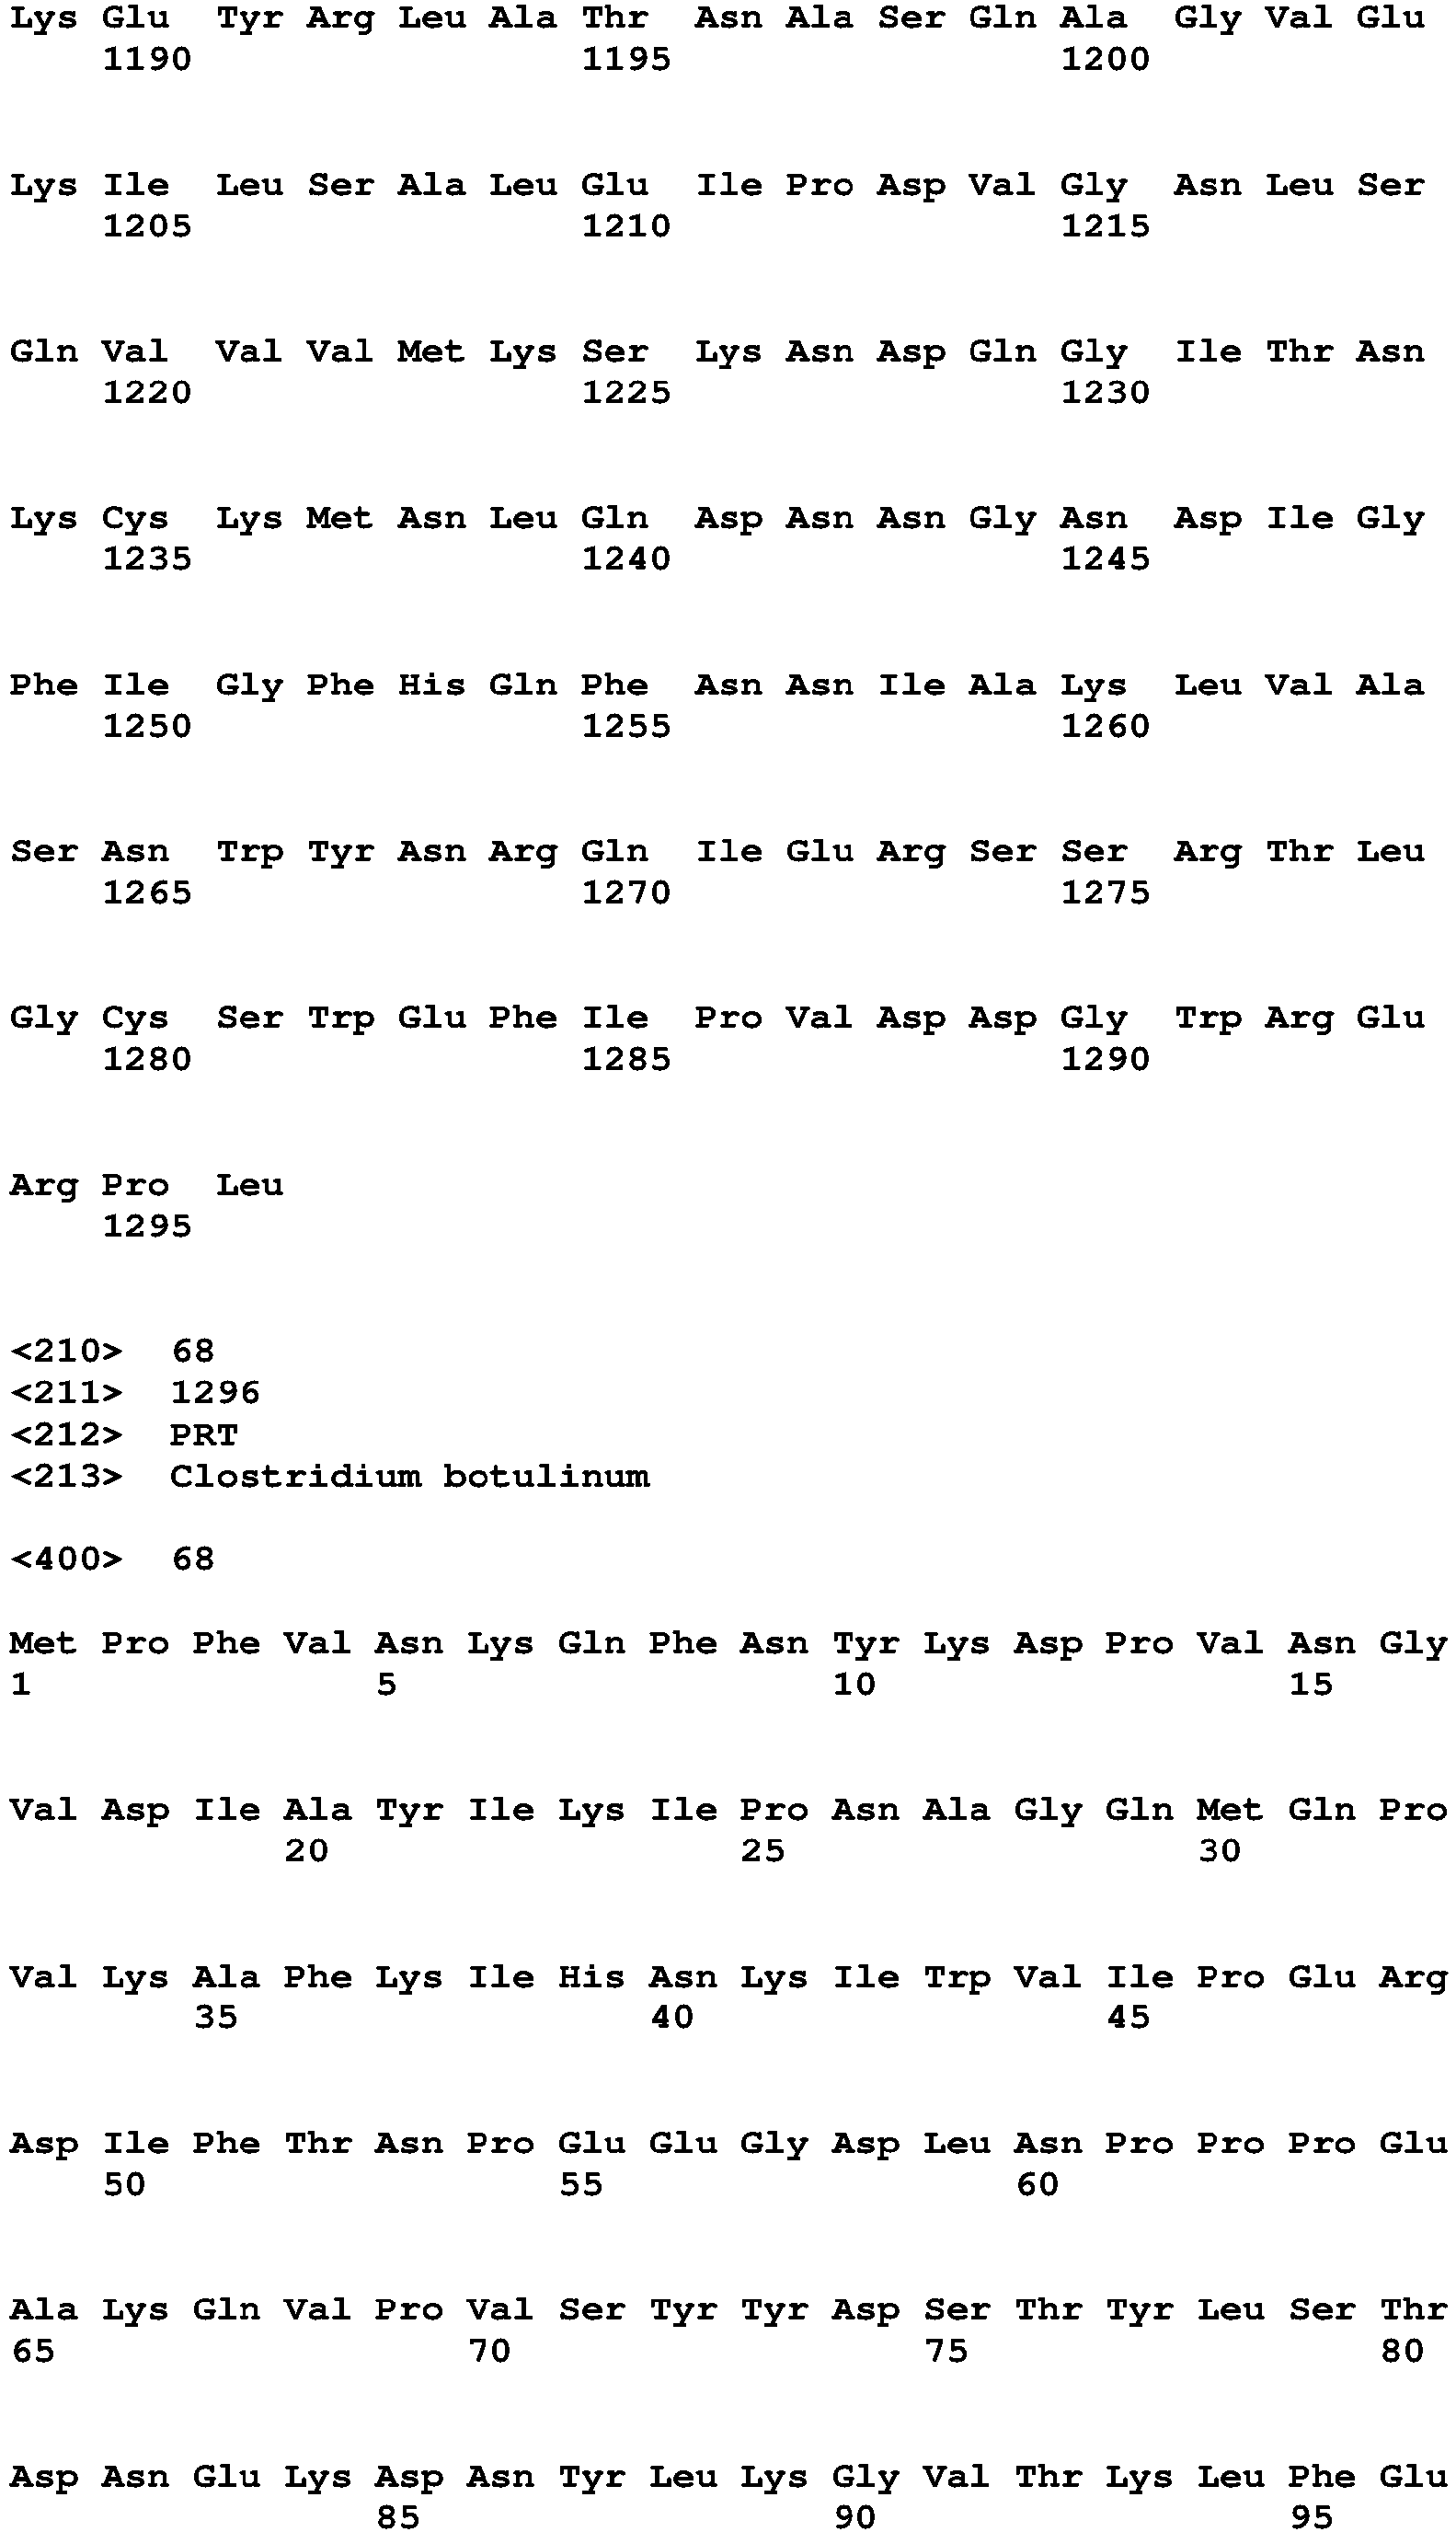 Lys Glu Tyr Arg Leu Ala Thr Asn Ala Ser Gln Ala Gly Val Glu
1190 1195 1200
Lys Ile Leu Ser Ala Leu Glu Ile Pro Asp Val Gly Asn Leu Ser
1205 1210 1215
Gln Val Val Val Met Lys Ser Lys Asn Asp Gln Gly Ile Thr Asn
1220 1225 1230
Lys Cys Lys Met Asn Leu Gln Asp Asn Asn Gly Asn Asp Ile Gly
1235 1240 1245
Phe Ile Gly Phe His Gln Phe Asn Asn Ile Ala Lys Leu Val Ala
1250 1255 1260
Ser Asn Trp Tyr Asn Arg Gln Ile Glu Arg Ser Ser Arg Thr Leu
1265 1270 1275
Gly Cys Ser Trp Glu Phe Ile Pro Val Asp Asp Gly Trp Arg Glu
1280 1285 1290
Arg Pro Leu
1295
<210> 68
<211> 1296
<212> PRT
<213> Clostridium botulinum
<400> 68
Met Pro Phe Val Asn Lys Gln Phe Asn Tyr Lys Asp Pro Val Asn Gly
1 5 10 15
Val Asp Ile Ala Tyr Ile Lys Ile Pro Asn Ala Gly Gln Met Gln Pro
20 25 30
Val Lys Ala Phe Lys Ile His Asn Lys Ile Trp Val Ile Pro Glu Arg
35 40 45
Asp Ile Phe Thr Asn Pro Glu Glu Gly Asp Leu Asn Pro Pro Pro Glu
50 55 60
Ala Lys Gln Val Pro Val Ser Tyr Tyr Asp Ser Thr Tyr Leu Ser Thr
65 70 75 80
Asp Asn Glu Lys Asp Asn Tyr Leu Lys Gly Val Thr Lys Leu Phe Glu
85 90 95